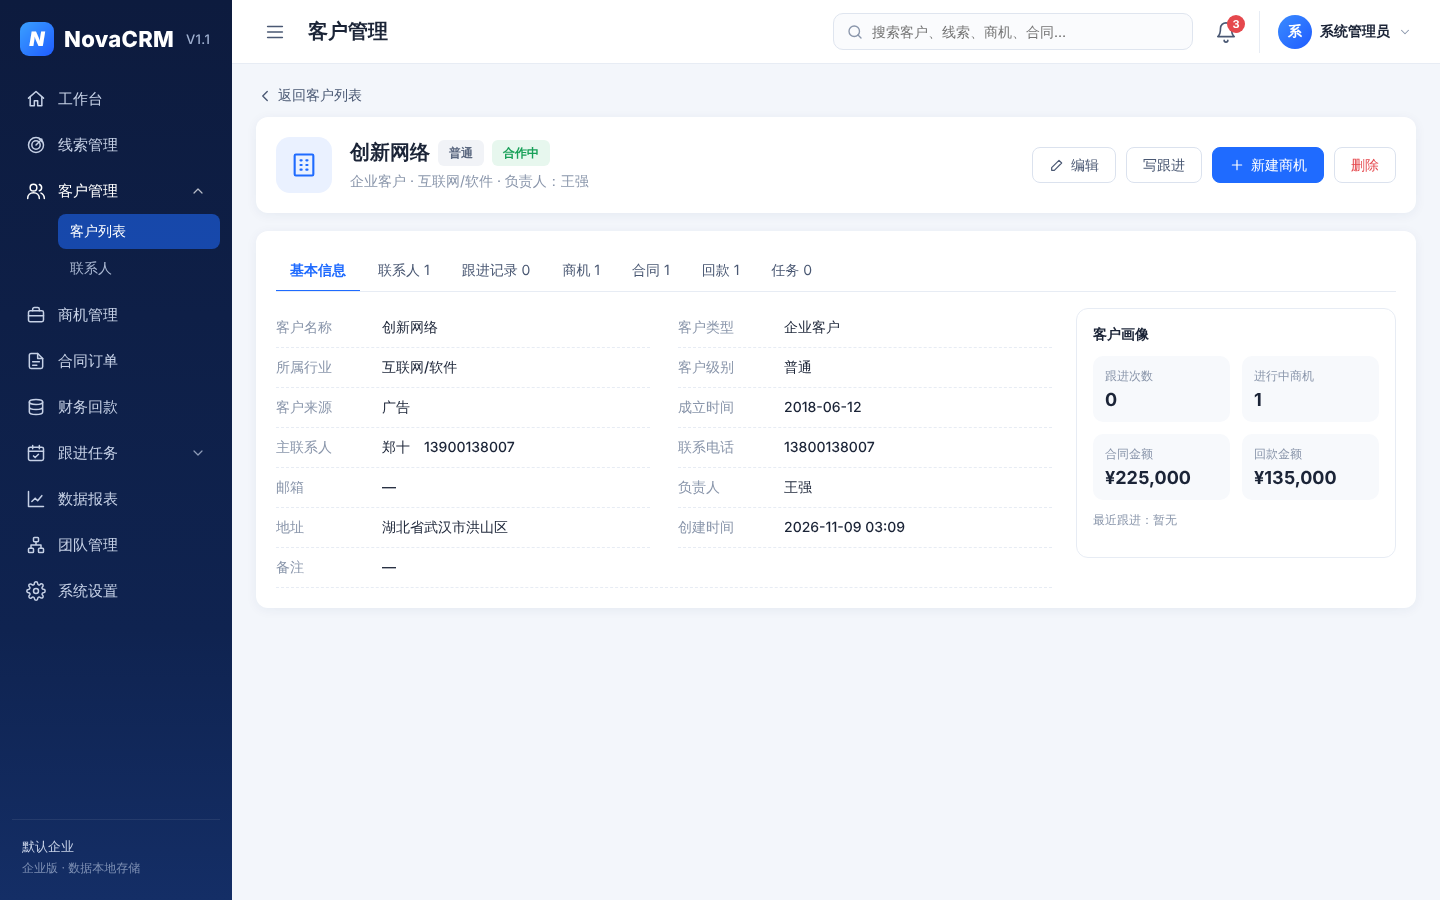 NovaCRM V1.1
工作台
线索管理
客户管理
客户列表
联系人
商机管理
合同订单
财务回款
跟进任务
数据报表
团队管理
系统设置
默认企业
企业版 · 数据本地存储
客户管理
搜索客户、线索、商机、合同...
3
系 系统管理员
返回客户列表
创新网络 普通 合作中
企业客户 · 互联网/软件 · 负责人：王强
编辑 写跟进 新建商机 删除
基本信息 联系人 1 跟进记录 0 商机 1 合同 1 回款 1 任务 0
客户名称 创新网络 客户类型 企业客户
所属行业 互联网/软件 客户级别 普通
客户来源 广告 成立时间 2018-06-12
主联系人 郑十 13900138007 联系电话 13800138007
邮箱 — 负责人 王强
地址 湖北省武汉市洪山区 创建时间 2026-11-09 03:09
备注 —
客户画像
跟进次数 进行中商机
0 1
合同金额 回款金额
¥225,000 ¥135,000
最近跟进：暂无